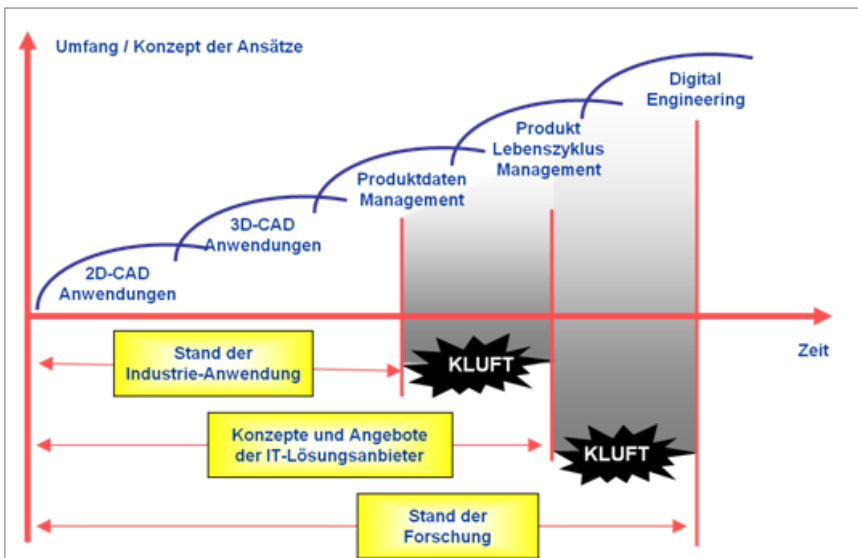 Umfang / Konzept der Ansätze
Digital
Engineering
Produkt
Lebenszyklus
Management
Produktdaten
Management
3D-CAD
Anwendungen
2D-CAD
Anwendungen
Zeit
Stand der
Industrie-Anwendung
KLUFT
Konzepte und Angebote
der IT-Lösungsanbieter
KLUFT
Stand der
Forschung